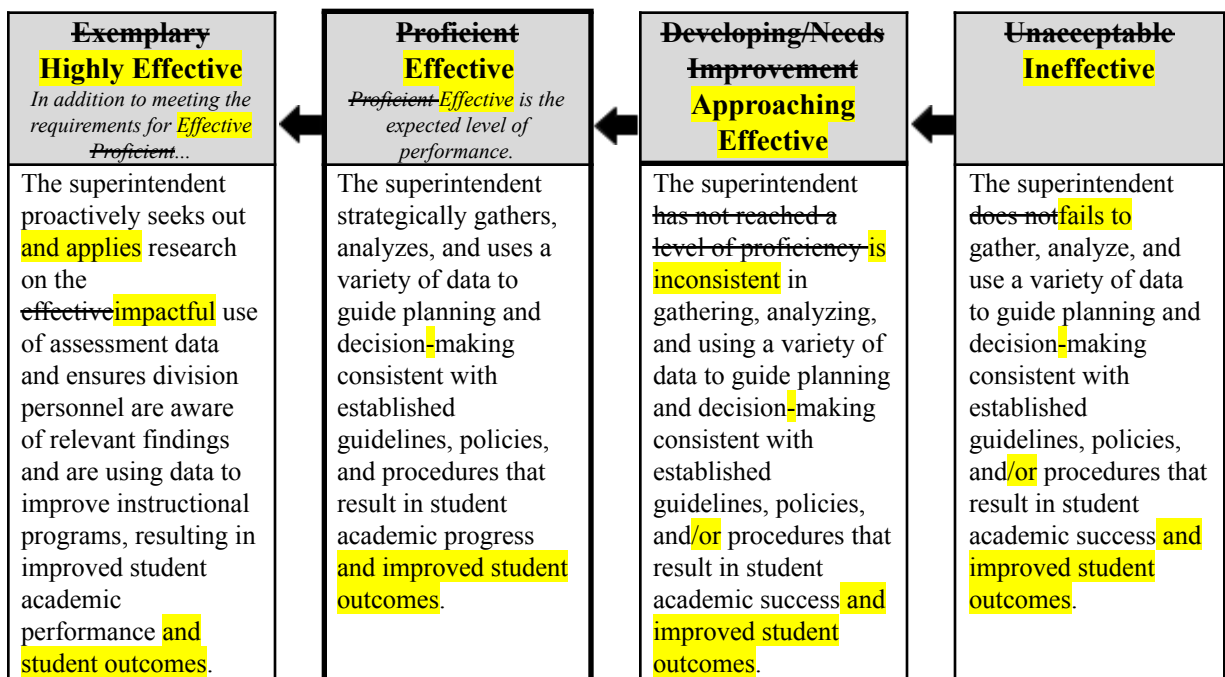 Exemplary
Highly Effective
In addition to meeting the
requirements for Effective
Proficient...
The superintendent
proactively seeks out
and applies research
on the
effectiveimpactful use
of assessment data
and ensures division
personnel are aware
of relevant findings
and are using data to
improve instructional
programs, resulting in
improved student
academic
performance and
student outcomes.
Proficient
Effective
Proficient Effective is the
expected level of
performance.
The superintendent
strategically gathers,
analyzes, and uses a
variety of data to
guide planning and
decision-making
consistent with
established
guidelines, policies,
and procedures that
result in student
academic progress
and improved student
outcomes.
Developing/Needs
Improvement
Approaching
Effective
The superintendent
has not reached a
level of proficiency is
inconsistent in
gathering, analyzing,
and using a variety of
data to guide planning
and decision-making
consistent with
established
guidelines, policies,
and/or procedures that
result in student
academic success and
improved student
outcomes.
Unacceptable
Ineffective
The superintendent
does notfails to
gather, analyze, and
use a variety of data
to guide planning and
decision-making
consistent with
established
guidelines, policies,
and/or procedures that
result in student
academic success and
improved student
outcomes.